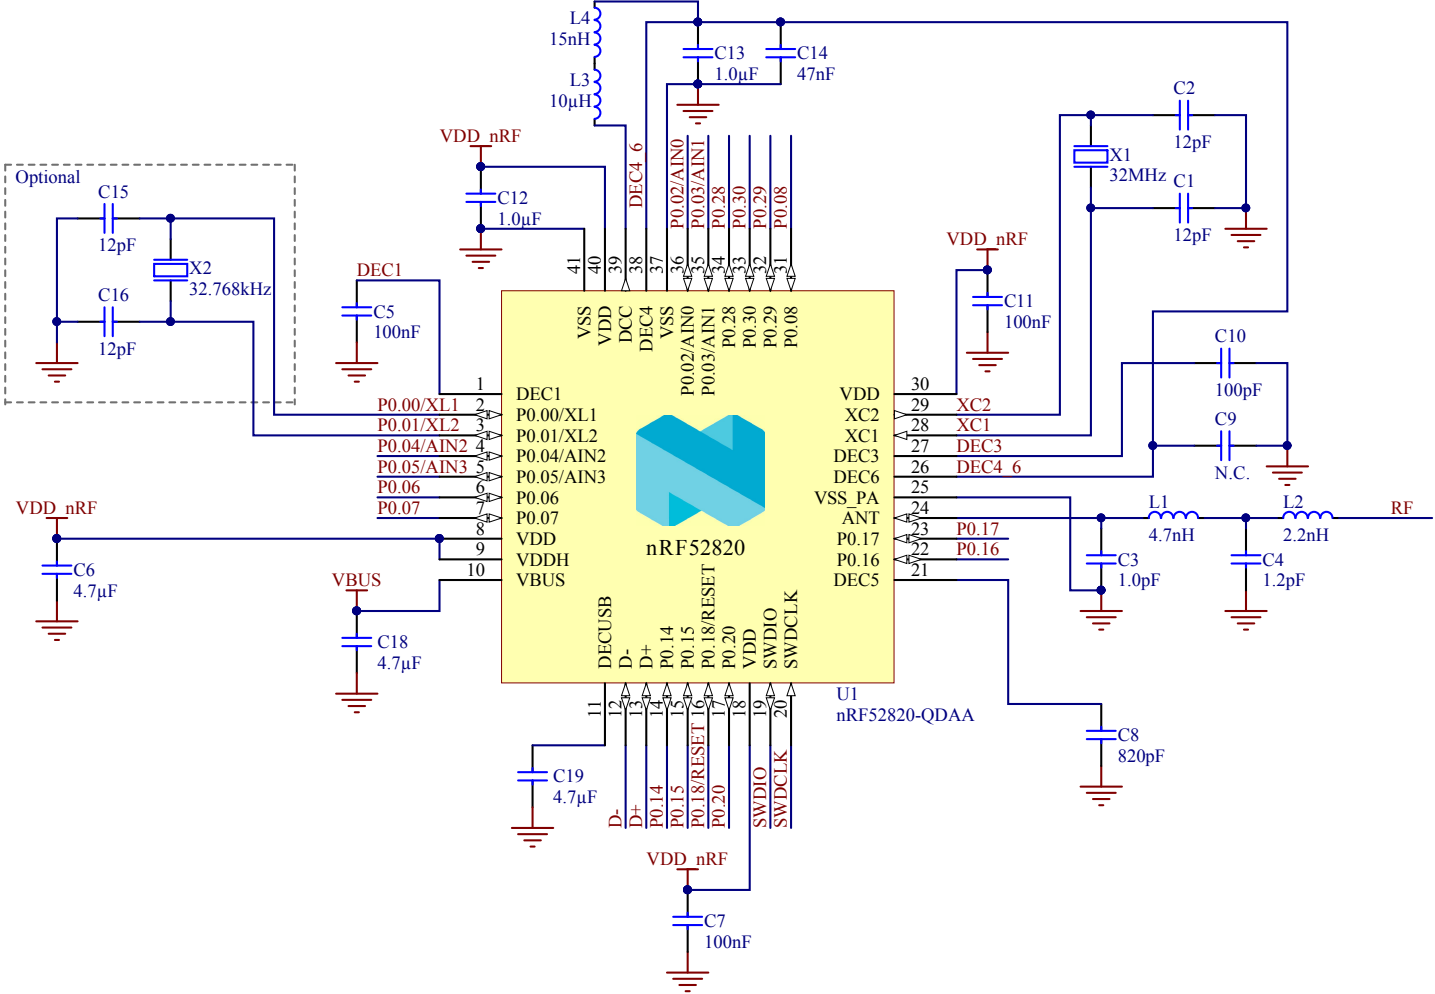 L4
15nH
L3
10µH
C13
1.0µF
C14
47nF
C2
12pF
X1
32MHz
C1
12pF
VDD_nRF
C12
1.0µF
DEC4_6
P0.02/AIN0
P0.03/AIN1
P0.28
P0.30
P0.29
P0.08
Optional
C15
12pF
X2
32.768kHz
C16
12pF
DEC1
C5
100nF
VDD_nRF
C11
100nF
C10
100pF
C9
N.C.
41
40
39
38
37
36
35
34
33
32
31
VSS
VDD
DCC
DEC4
VSS
P0.02/AIN0
P0.03/AIN1
P0.28
P0.30
P0.29
P0.08
1 DEC1
P0.00/XL1 2 P0.00/XL1
P0.01/XL2 3 P0.01/XL2
P0.04/AIN2 4 P0.04/AIN2
P0.05/AIN3 5 P0.05/AIN3
P0.06 6 P0.06
P0.07 7 P0.07
8 VDD
9 VDDH
10 VBUS
VDD 30
XC2 29 XC2
XC1 28 XC1
DEC3 27 DEC3
DEC6 26 DEC4_6
VSS_PA 25
ANT 24
P0.17 23 P0.17
P0.16 22 P0.16
DEC5 21
nRF52820
VDD_nRF
C6
4.7µF
VBUS
C18
4.7µF
L1
4.7nH
L2
2.2nH
RF
C3
1.0pF
C4
1.2pF
DECUSB
D-
D+
P0.14
P0.15
P0.18/RESET
P0.20
VDD
SWDIO
SWDCLK
11
12
13
14
15
16
17
18
19
20
U1
nRF52820-QDAA
C8
820pF
C19
4.7µF
D-
D+
P0.14
P0.15
P0.18/RESET
P0.20
SWDIO
SWDCLK
VDD_nRF
C7
100nF